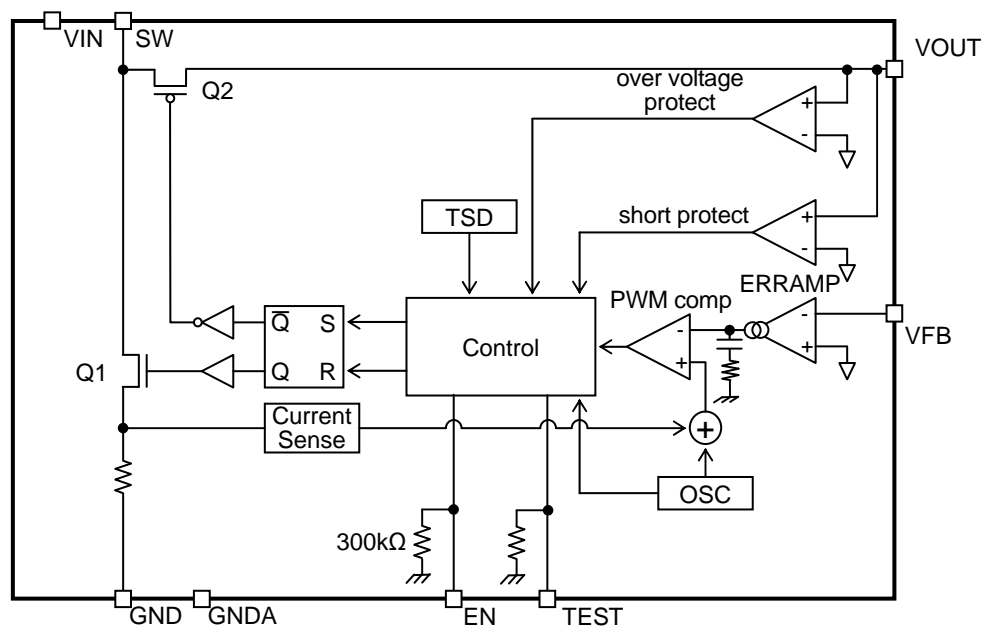 VIN
SW
VOUT
Q2
over voltage
protect
+
-
TSD
short protect
+
-
ERRAMP
PWM comp
-
+
VFB
Q̅ S
Control
-
+
Q1
Q R
Current
Sense
+
OSC
300kΩ
GND
GNDA
EN
TEST